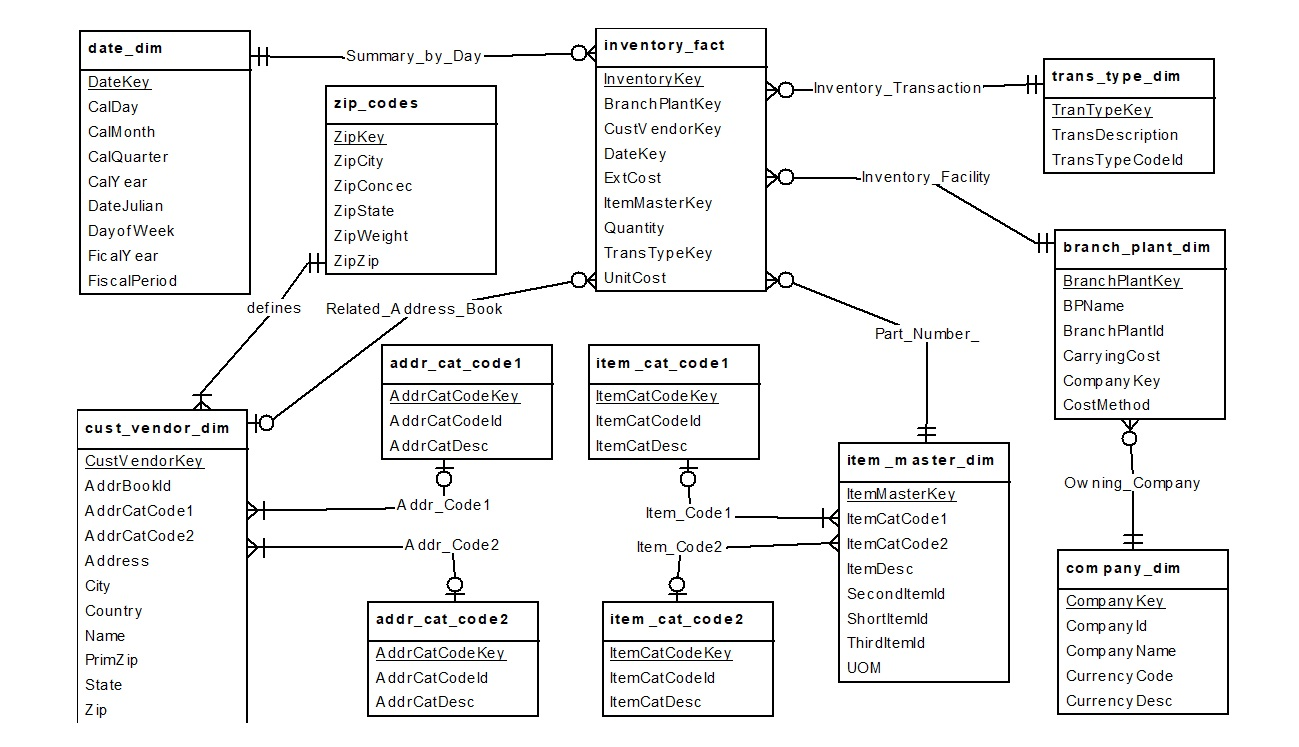 date_dim
DateKey
CalDay
CalMonth
CalQuarter
CalYear
DateJulian
DayofWeek
FicalYear
FiscalPeriod
Summary_by_Day
zip_codes
ZipKey
ZipCity
ZipConcec
ZipState
ZipWeight
ZipZip
inventory_fact
InventoryKey
BranchPlantKey
CustVendorKey
DateKey
ExtCost
ItemMasterKey
Quantity
TransTypeKey
UnitCost
Inventory_Transaction
trans_type_dim
TranTypeKey
TransDescription
TransTypeCodeId
Inventory_Facility
branch_plant_dim
BranchPlantKey
BPName
BranchPlantId
CarryingCost
CompanyKey
CostMethod
defines
Related_Address_Book
Part_Number_
addr_cat_code1
AddrCatCodeKey
AddrCatCodeId
AddrCatDesc
item_cat_code1
ItemCatCodeKey
ItemCatCodeId
ItemCatDesc
cust_vendor_dim
CustVendorKey
AddrBookId
AddrCatCode1
AddrCatCode2
Address
City
Country
Name
PrimZip
State
Zip
Addr_Code1
Addr_Code2
Item_Code1
Item_Code2
item_master_dim
ItemMasterKey
ItemCatCode1
ItemCatCode2
ItemDesc
SecondItemId
ShortItemId
ThirdItemId
UOM
Owning_Company
addr_cat_code2
AddrCatCodeKey
AddrCatCodeId
AddrCatDesc
item_cat_code2
ItemCatCodeKey
ItemCatCodeId
ItemCatDesc
company_dim
CompanyKey
CompanyId
CompanyName
CurrencyCode
CurrencyDesc